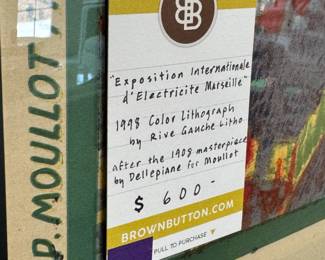 P. MOULLOT
"Exposition Internationale
d'Electricite Marseille"
1998 Color Lithograph
by Rive Gauche Litho
After the 1908 masterpiece
by Dellepiane for Moullot
$ 600-
BROWNBUTTON.COM
PULL TO PURCHASE